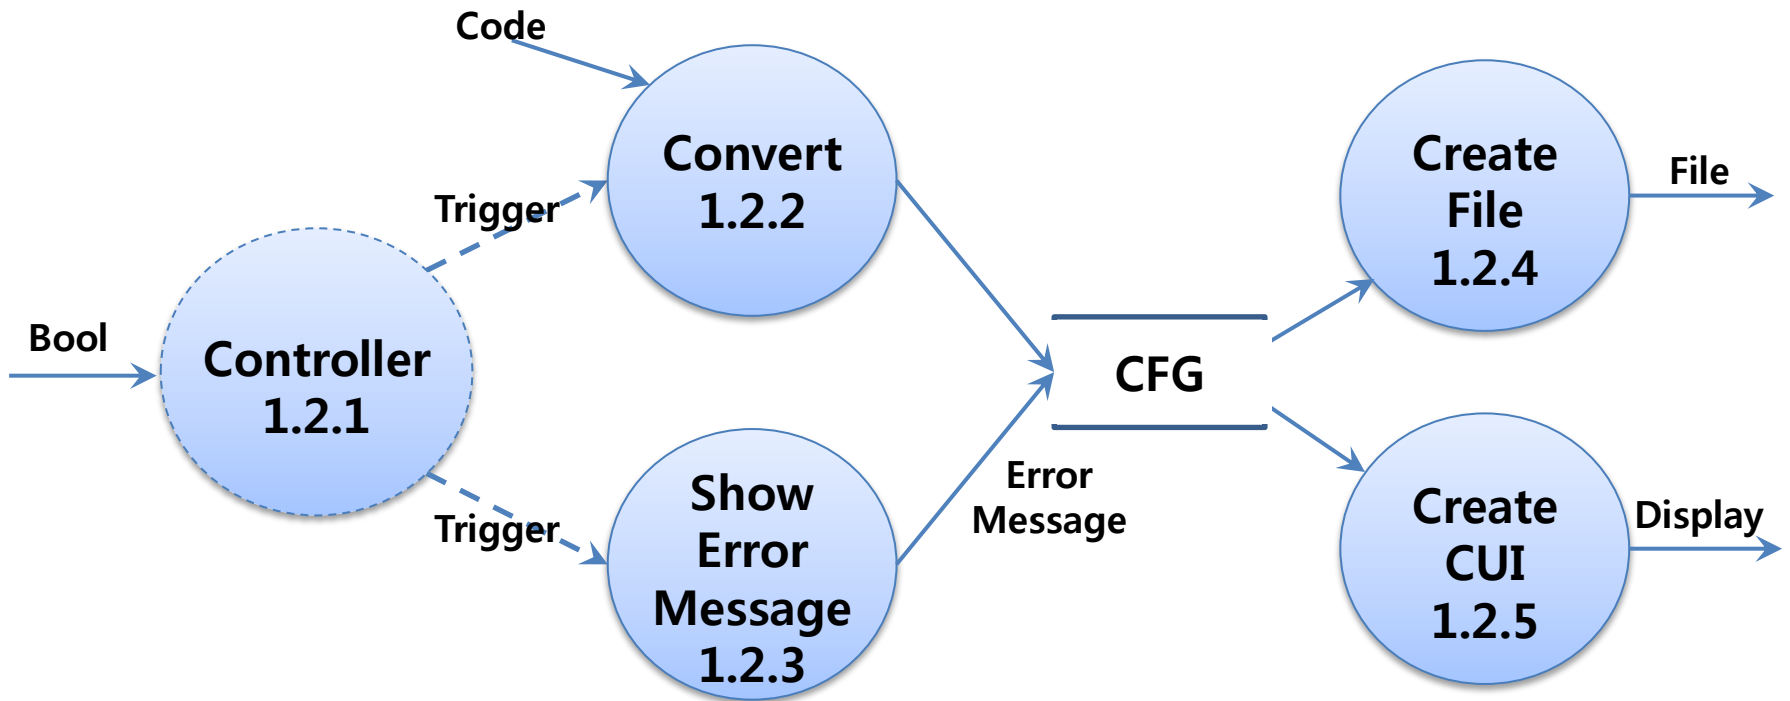 Code
Convert
1.2.2
Trigger
Bool
Controller
1.2.1
Trigger
Show
Error
Message
1.2.3
CFG
Error
Message
Create
File
1.2.4
File
Create
CUI
1.2.5
Display